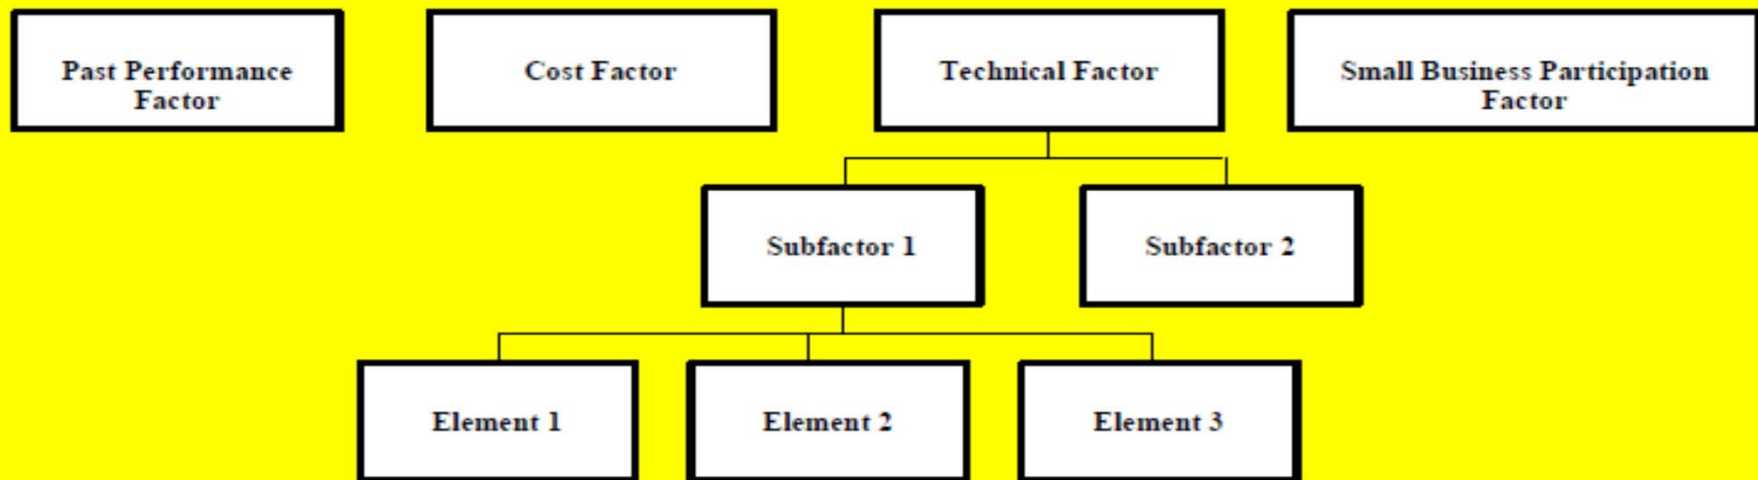 Past Performance
Factor
Cost Factor
Technical Factor
Small Business Participation
Factor
Subfactor 1
Subfactor 2
Element 1
Element 2
Element 3